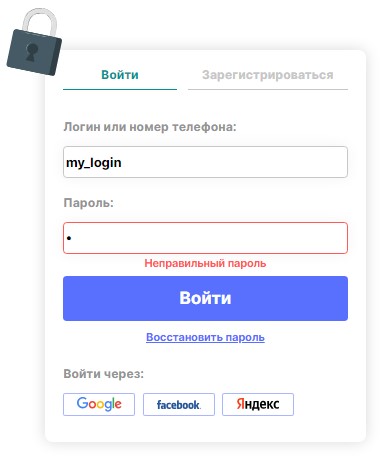 Войти Зарегистрироваться
Логин или номер телефона:
my_login
Пароль:
•
Неправильный пароль
Войти
Восстановить пароль
Войти через:
Google facebook. Яндекс